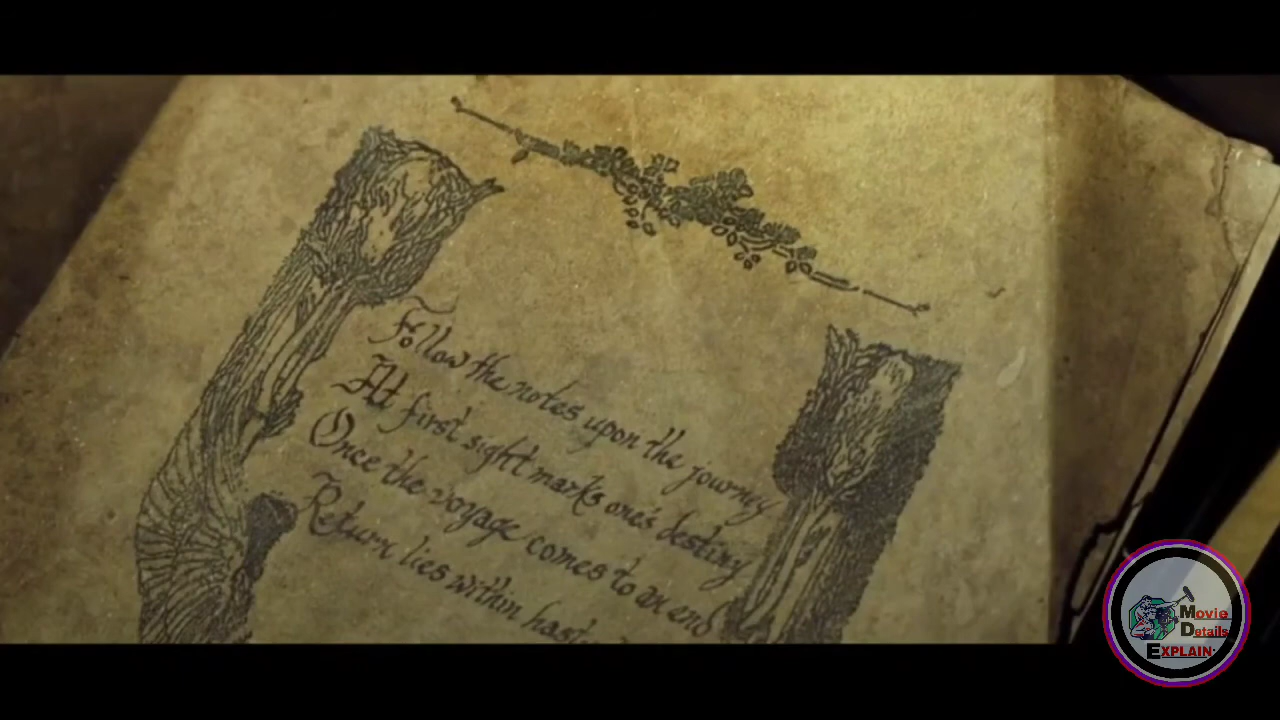 Follow the notes upon the journey
At first sight marks one's destiny
Once the voyage comes to an end
Return lies within
Movie
Details
EXPLAIN